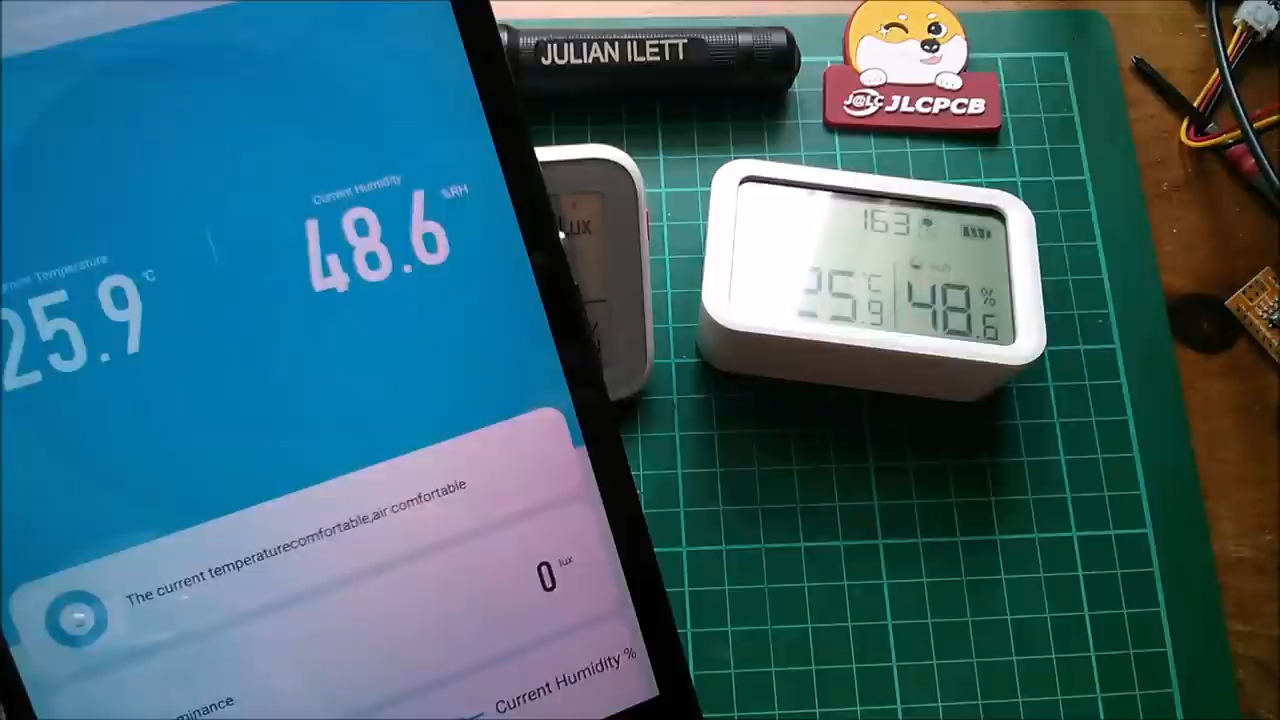 JULIAN ILETT
J@LC JLCPCB
LUX
163
25.9 °C
48.6 %
Current Humidity
48.6 %RH
Temperature
25.9 °C
The current temperaturecomfortable,air comfortable
0 lux
minance
Current Humidity %